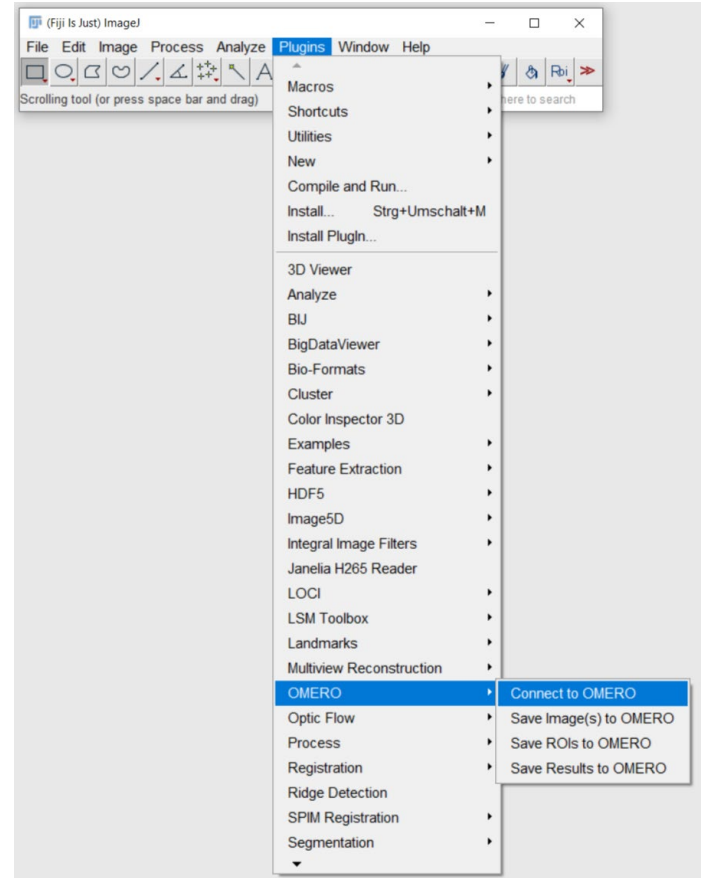 (Fiji Is Just) ImageJ
File Edit Image Process Analyze Plugins Window Help
A
Scrolling tool (or press space bar and drag)
here to search
Macros
Shortcuts
Utilities
New
Compile and Run...
Install... Strg+Umschalt+M
Install PlugIn...
3D Viewer
Analyze
BIJ
BigDataViewer
Bio-Formats
Cluster
Color Inspector 3D
Examples
Feature Extraction
HDF5
Image5D
Integral Image Filters
Janelia H265 Reader
LOCI
LSM Toolbox
Landmarks
Multiview Reconstruction
OMERO
Connect to OMERO
Optic Flow
Save Image(s) to OMERO
Process
Save ROIs to OMERO
Registration
Save Results to OMERO
Ridge Detection
SPIM Registration
Segmentation